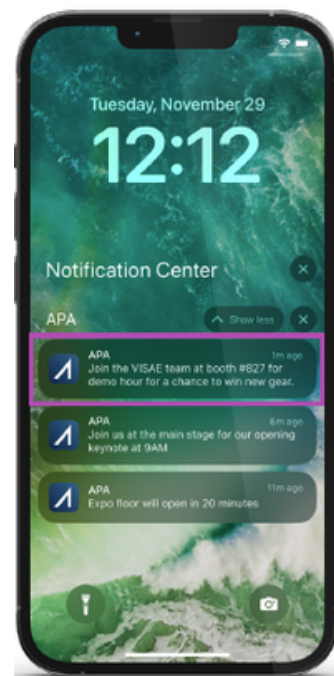 Tuesday, November 29
12:12
Notification Center
APA
Show less
APA
1m ago
Join the VISAE team at booth #827 for
demo hour for a chance to win new gear.
APA
6m ago
Join us at the main stage for our opening
keynote at 9AM
APA
11m ago
Expo floor will open in 20 minutes